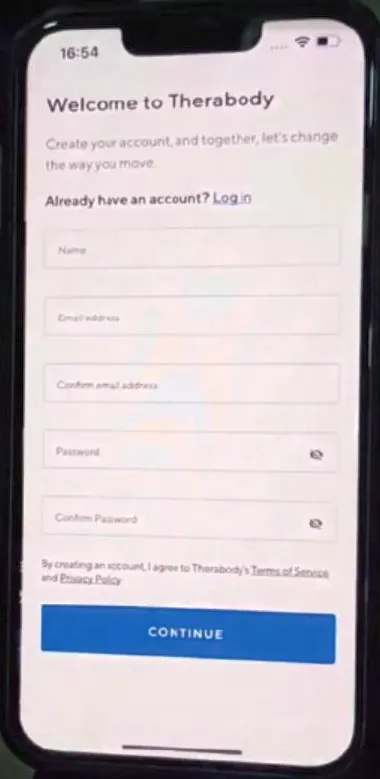 16:54
Welcome to Therabody
Create your account, and together, let's change
the way you move.
Already have an account? Log in
Name
Email address
Confirm email address
Password
Confirm Password
By creating an account, I agree to Therabody's Terms of Service
and Privacy Policy
CONTINUE